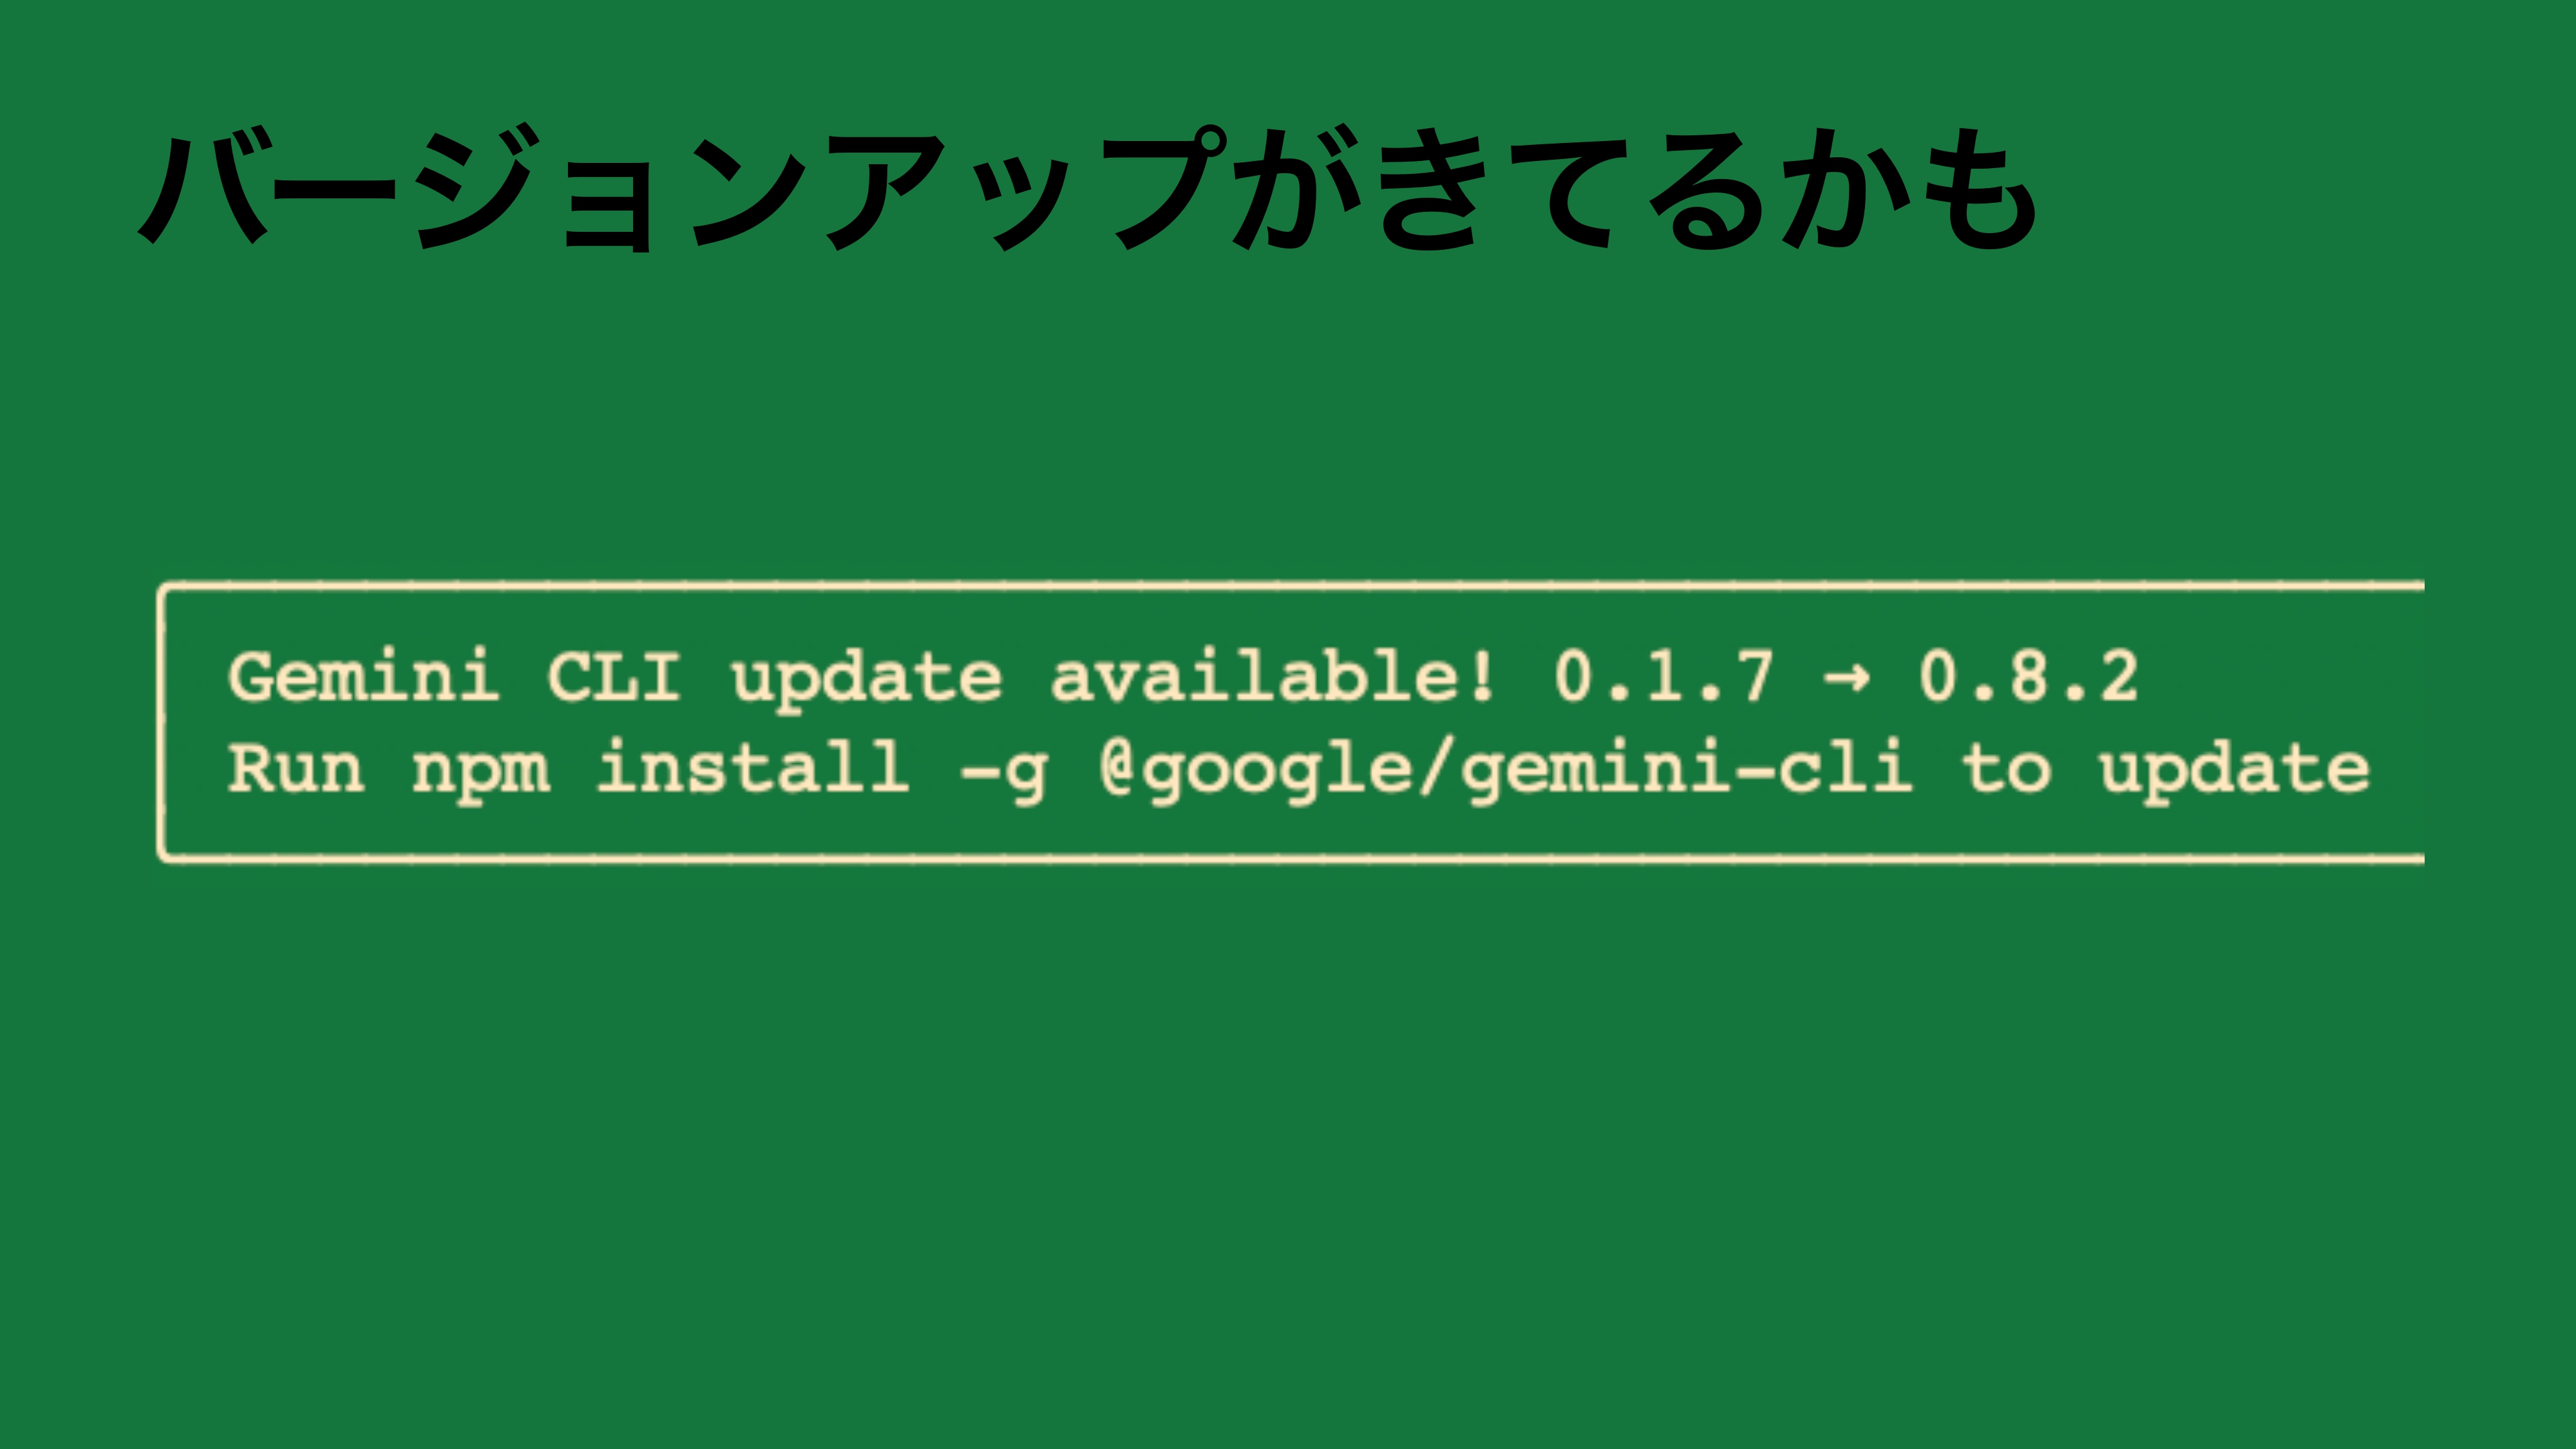 バージョンアップがきてるかも
Gemini CLI update available! 0.1.7 → 0.8.2
Run npm install -g @google/gemini-cli to update